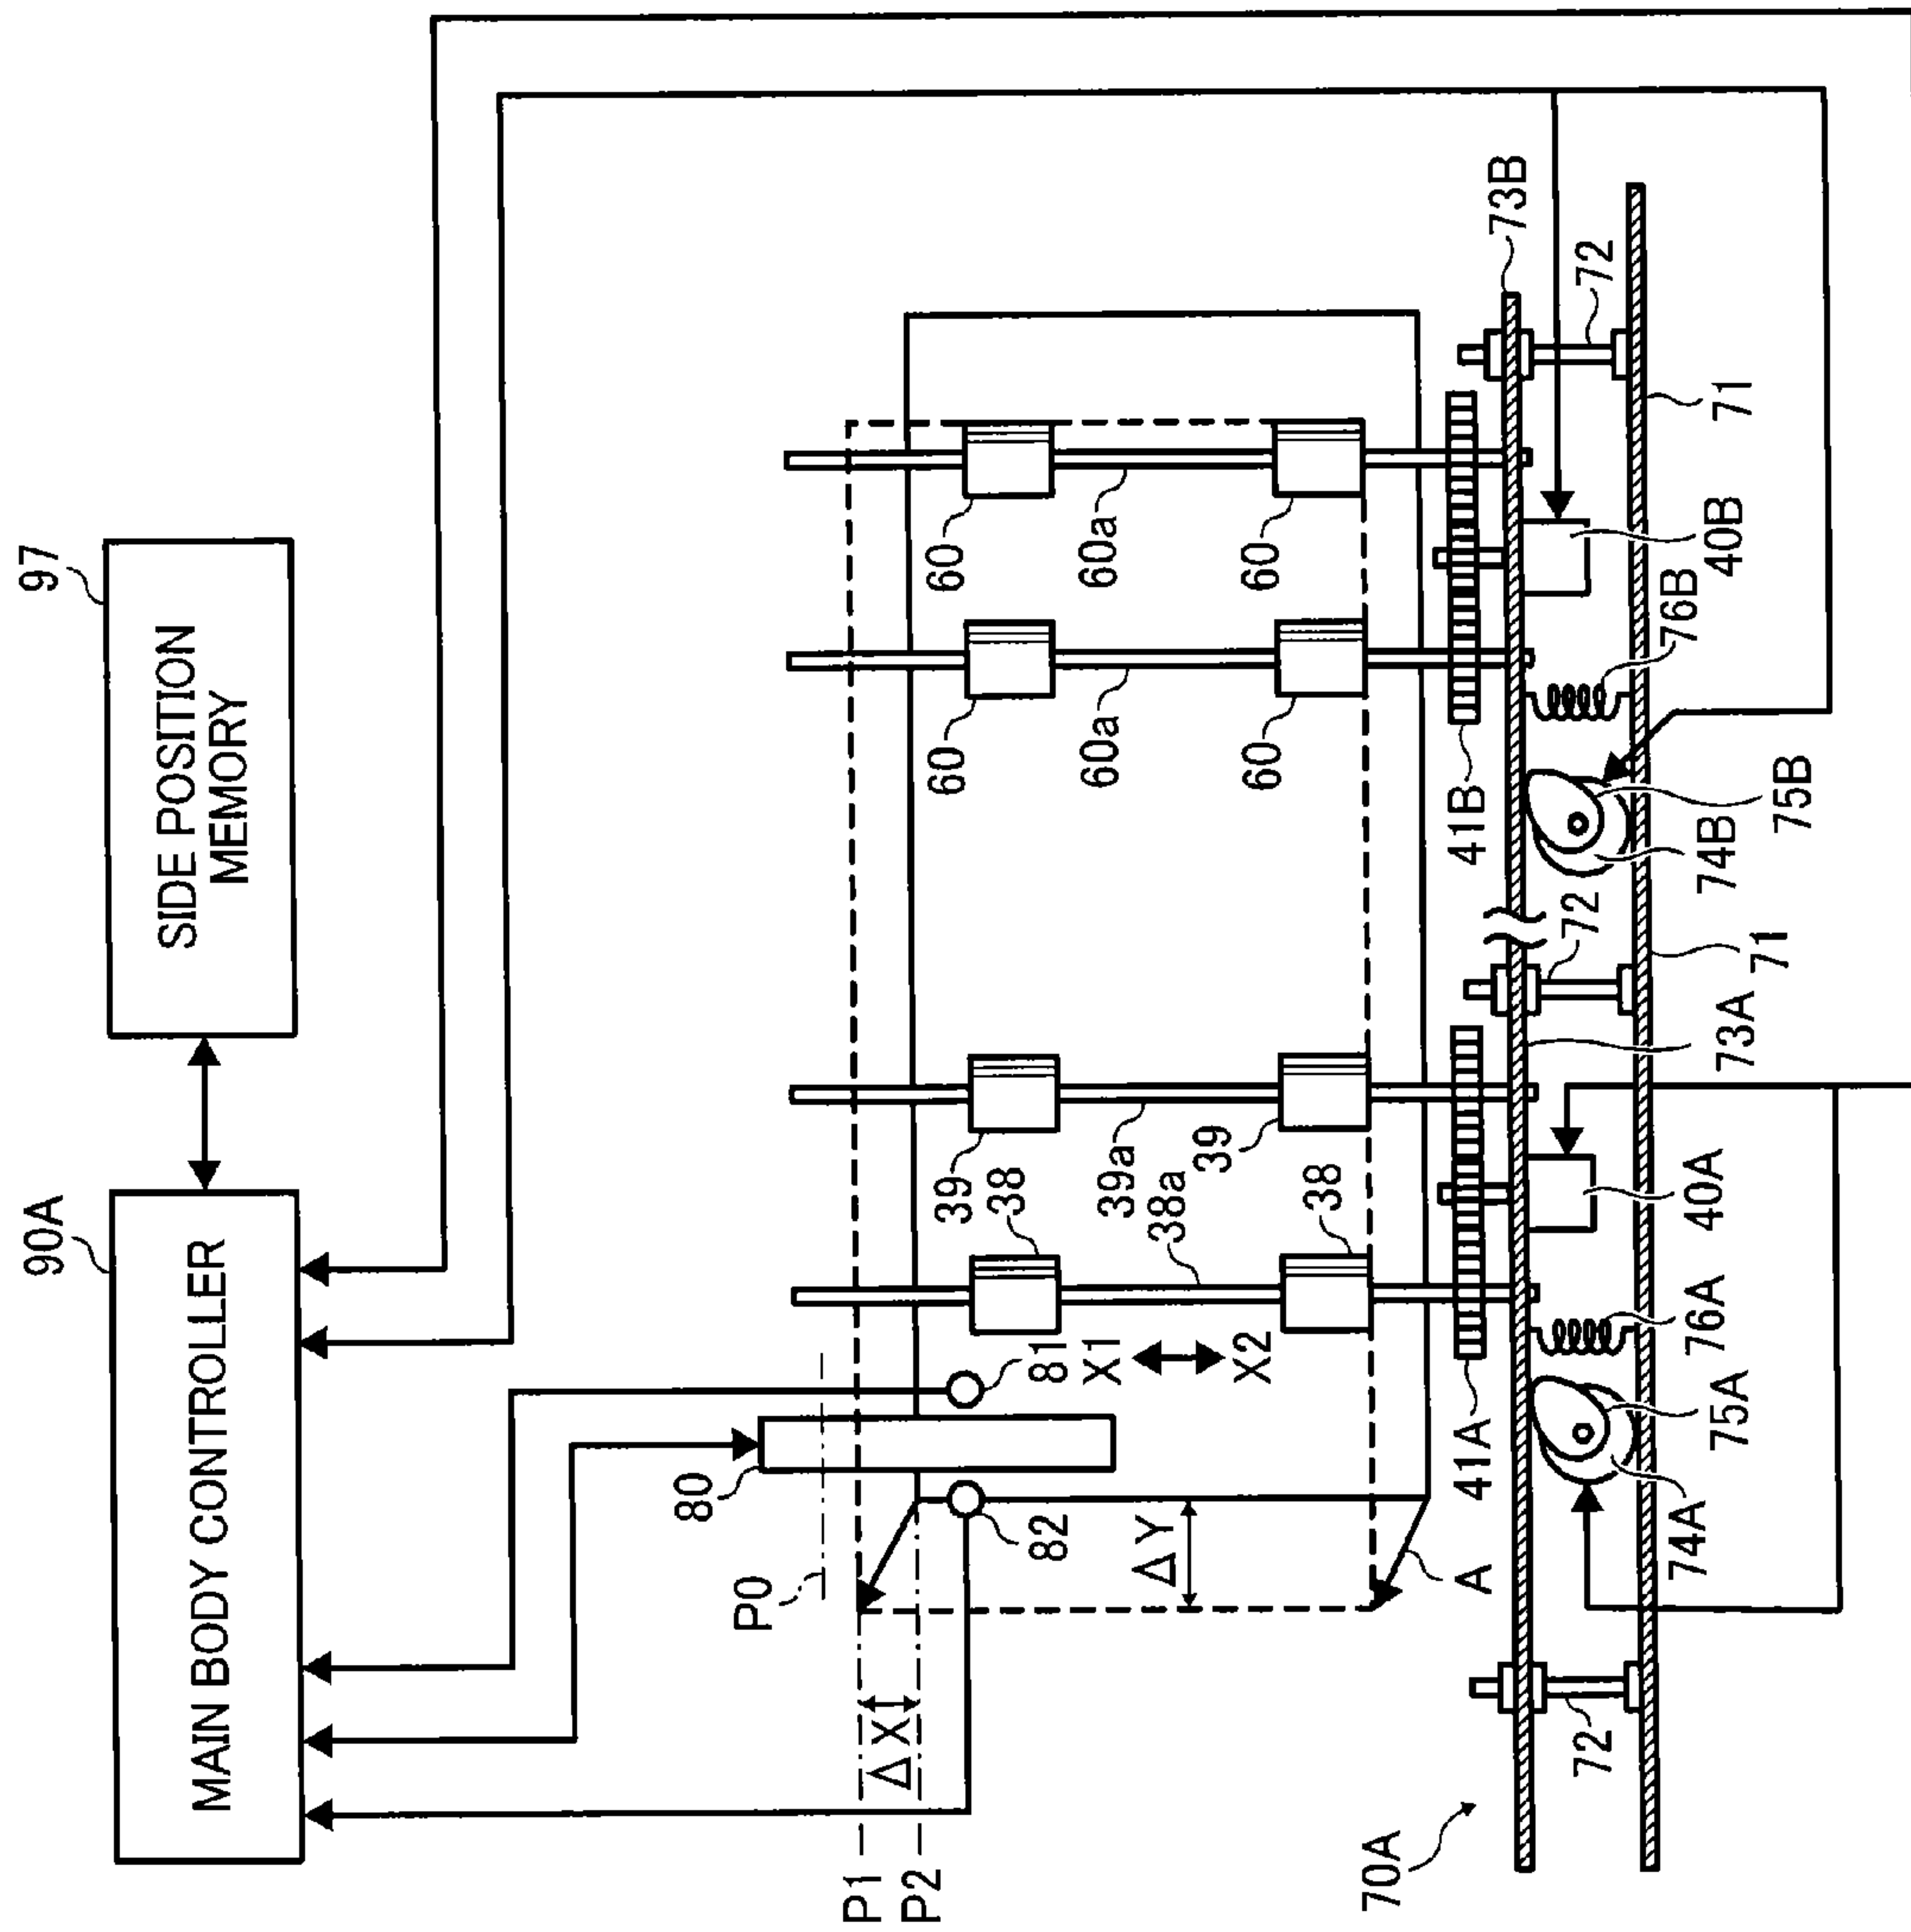 97
SIDE POSITION
MEMORY
90A
MAIN BODY CONTROLLER
73B
72
71
60
60a
60
40B
76B
60
60a
60
41B
75B
74B
72
71
73A
39
39a
39
38
38a
38
40A
76A
81
X1
X2
75A
41A
74A
80
82
ΔY
A
P0
72
ΔX1
P1
P2
70A